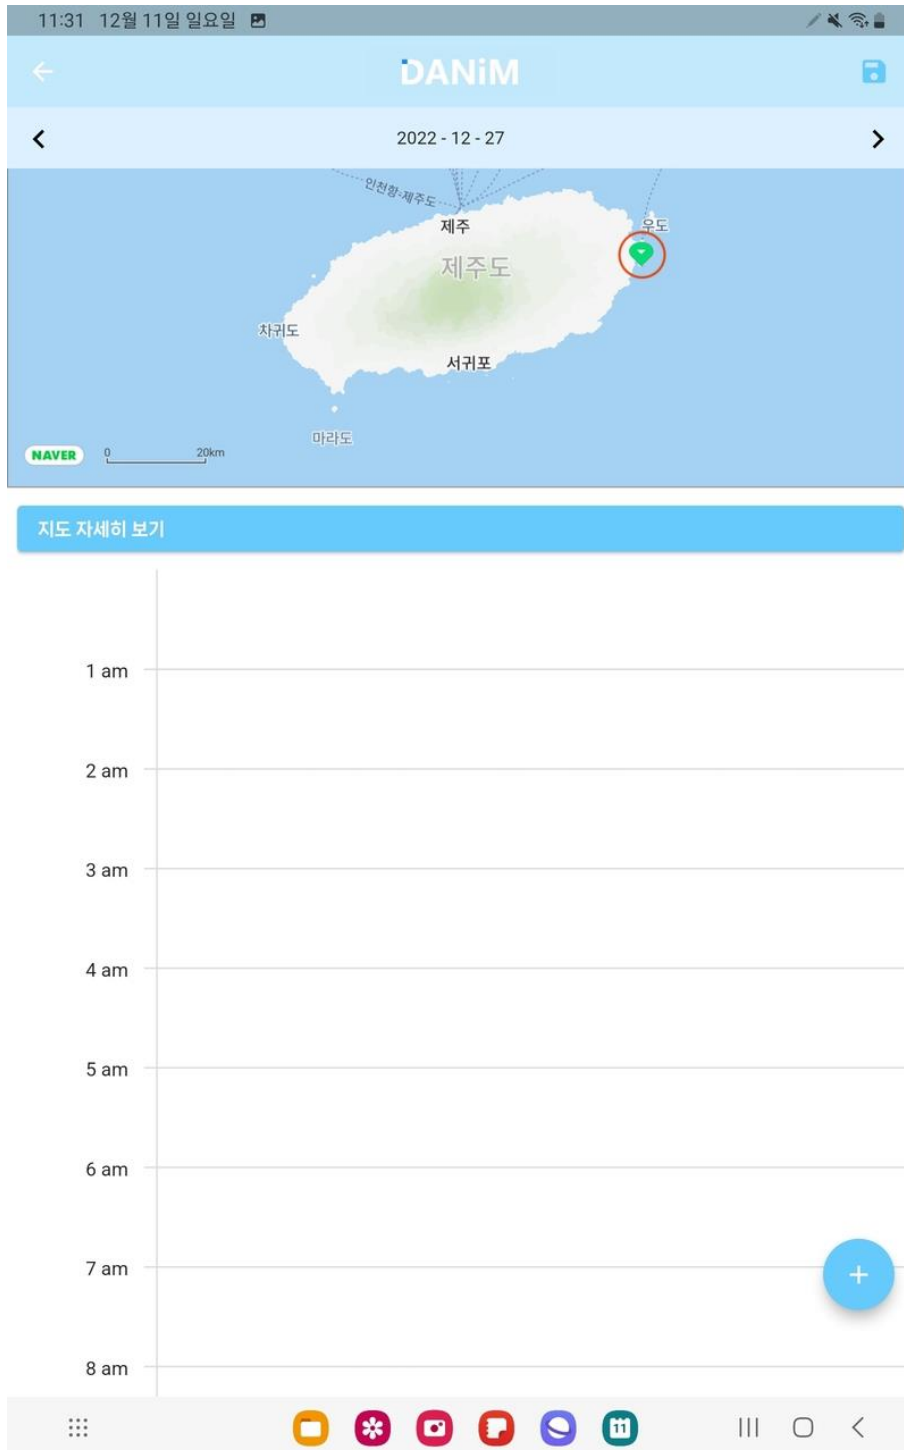 11:31 12월 11일 일요일
DANiM
2022 - 12 - 27
인천항-제주도
제주
우도
제주도
차귀도
서귀포
마라도
NAVER 0 20km
지도 자세히 보기
1 am
2 am
3 am
4 am
5 am
6 am
7 am
+
8 am
11